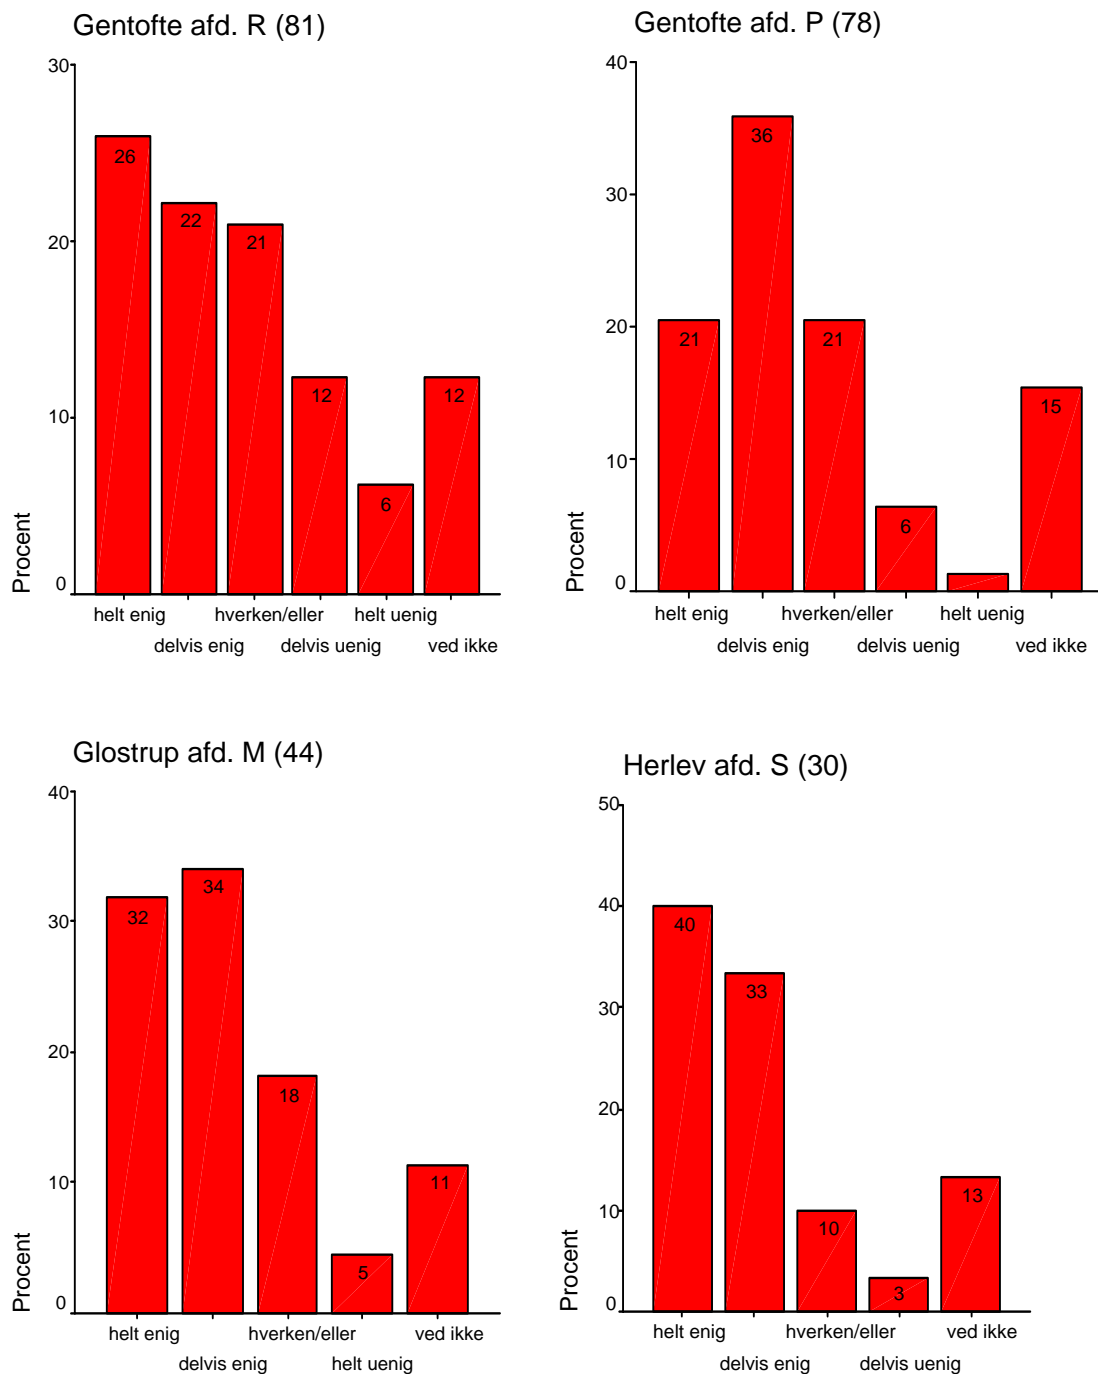 Gentofte afd. R (81)
30
20
10
0
Procent
26
22
21
12
6
12
helt enig
hverken/eller
helt uenig
delvis enig
delvis uenig
ved ikke
Gentofte afd. P (78)
40
30
20
10
0
Procent
21
36
21
6
15
helt enig
hverken/eller
helt uenig
delvis enig
delvis uenig
ved ikke
Glostrup afd. M (44)
40
30
20
10
0
Procent
32
34
18
5
11
helt enig
hverken/eller
ved ikke
delvis enig
helt uenig
Herlev afd. S (30)
50
40
30
20
10
0
Procent
40
33
10
3
13
helt enig
hverken/eller
ved ikke
delvis enig
delvis uenig